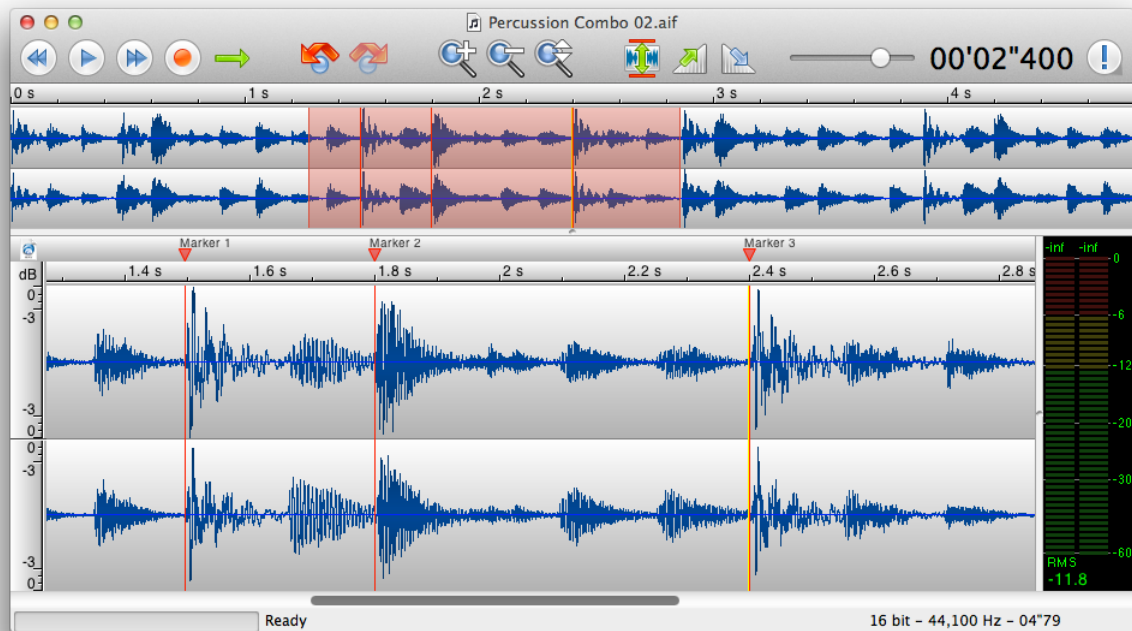 Percussion Combo 02.aif
00'02"400
0 s 1 s 2 s 3 s 4 s
Marker 1 Marker 2 Marker 3
dB 1.4 s 1.6 s 1.8 s 2 s 2.2 s 2.4 s 2.6 s 2.8 s
-inf -inf
0
-6
-12
-20
-30
-60
0
-3
-3
0
0
-3
-3
0
RMS
-11.8
Ready 16 bit - 44,100 Hz - 04"79